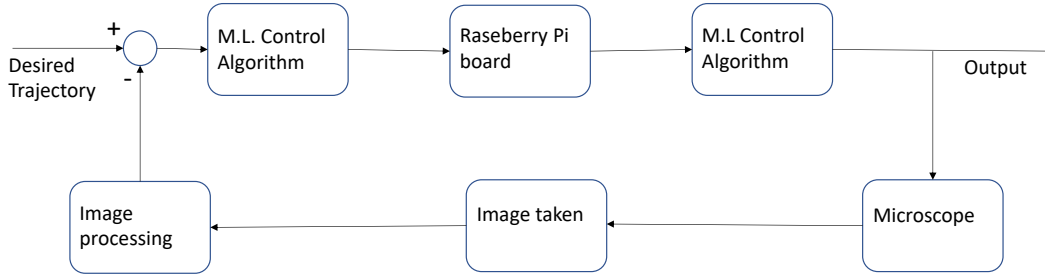 +
M.L. Control
Algorithm
Raseberry Pi
board
M.L Control
Algorithm
Desired
Trajectory
-
Output
Image
processing
Image taken
Microscope